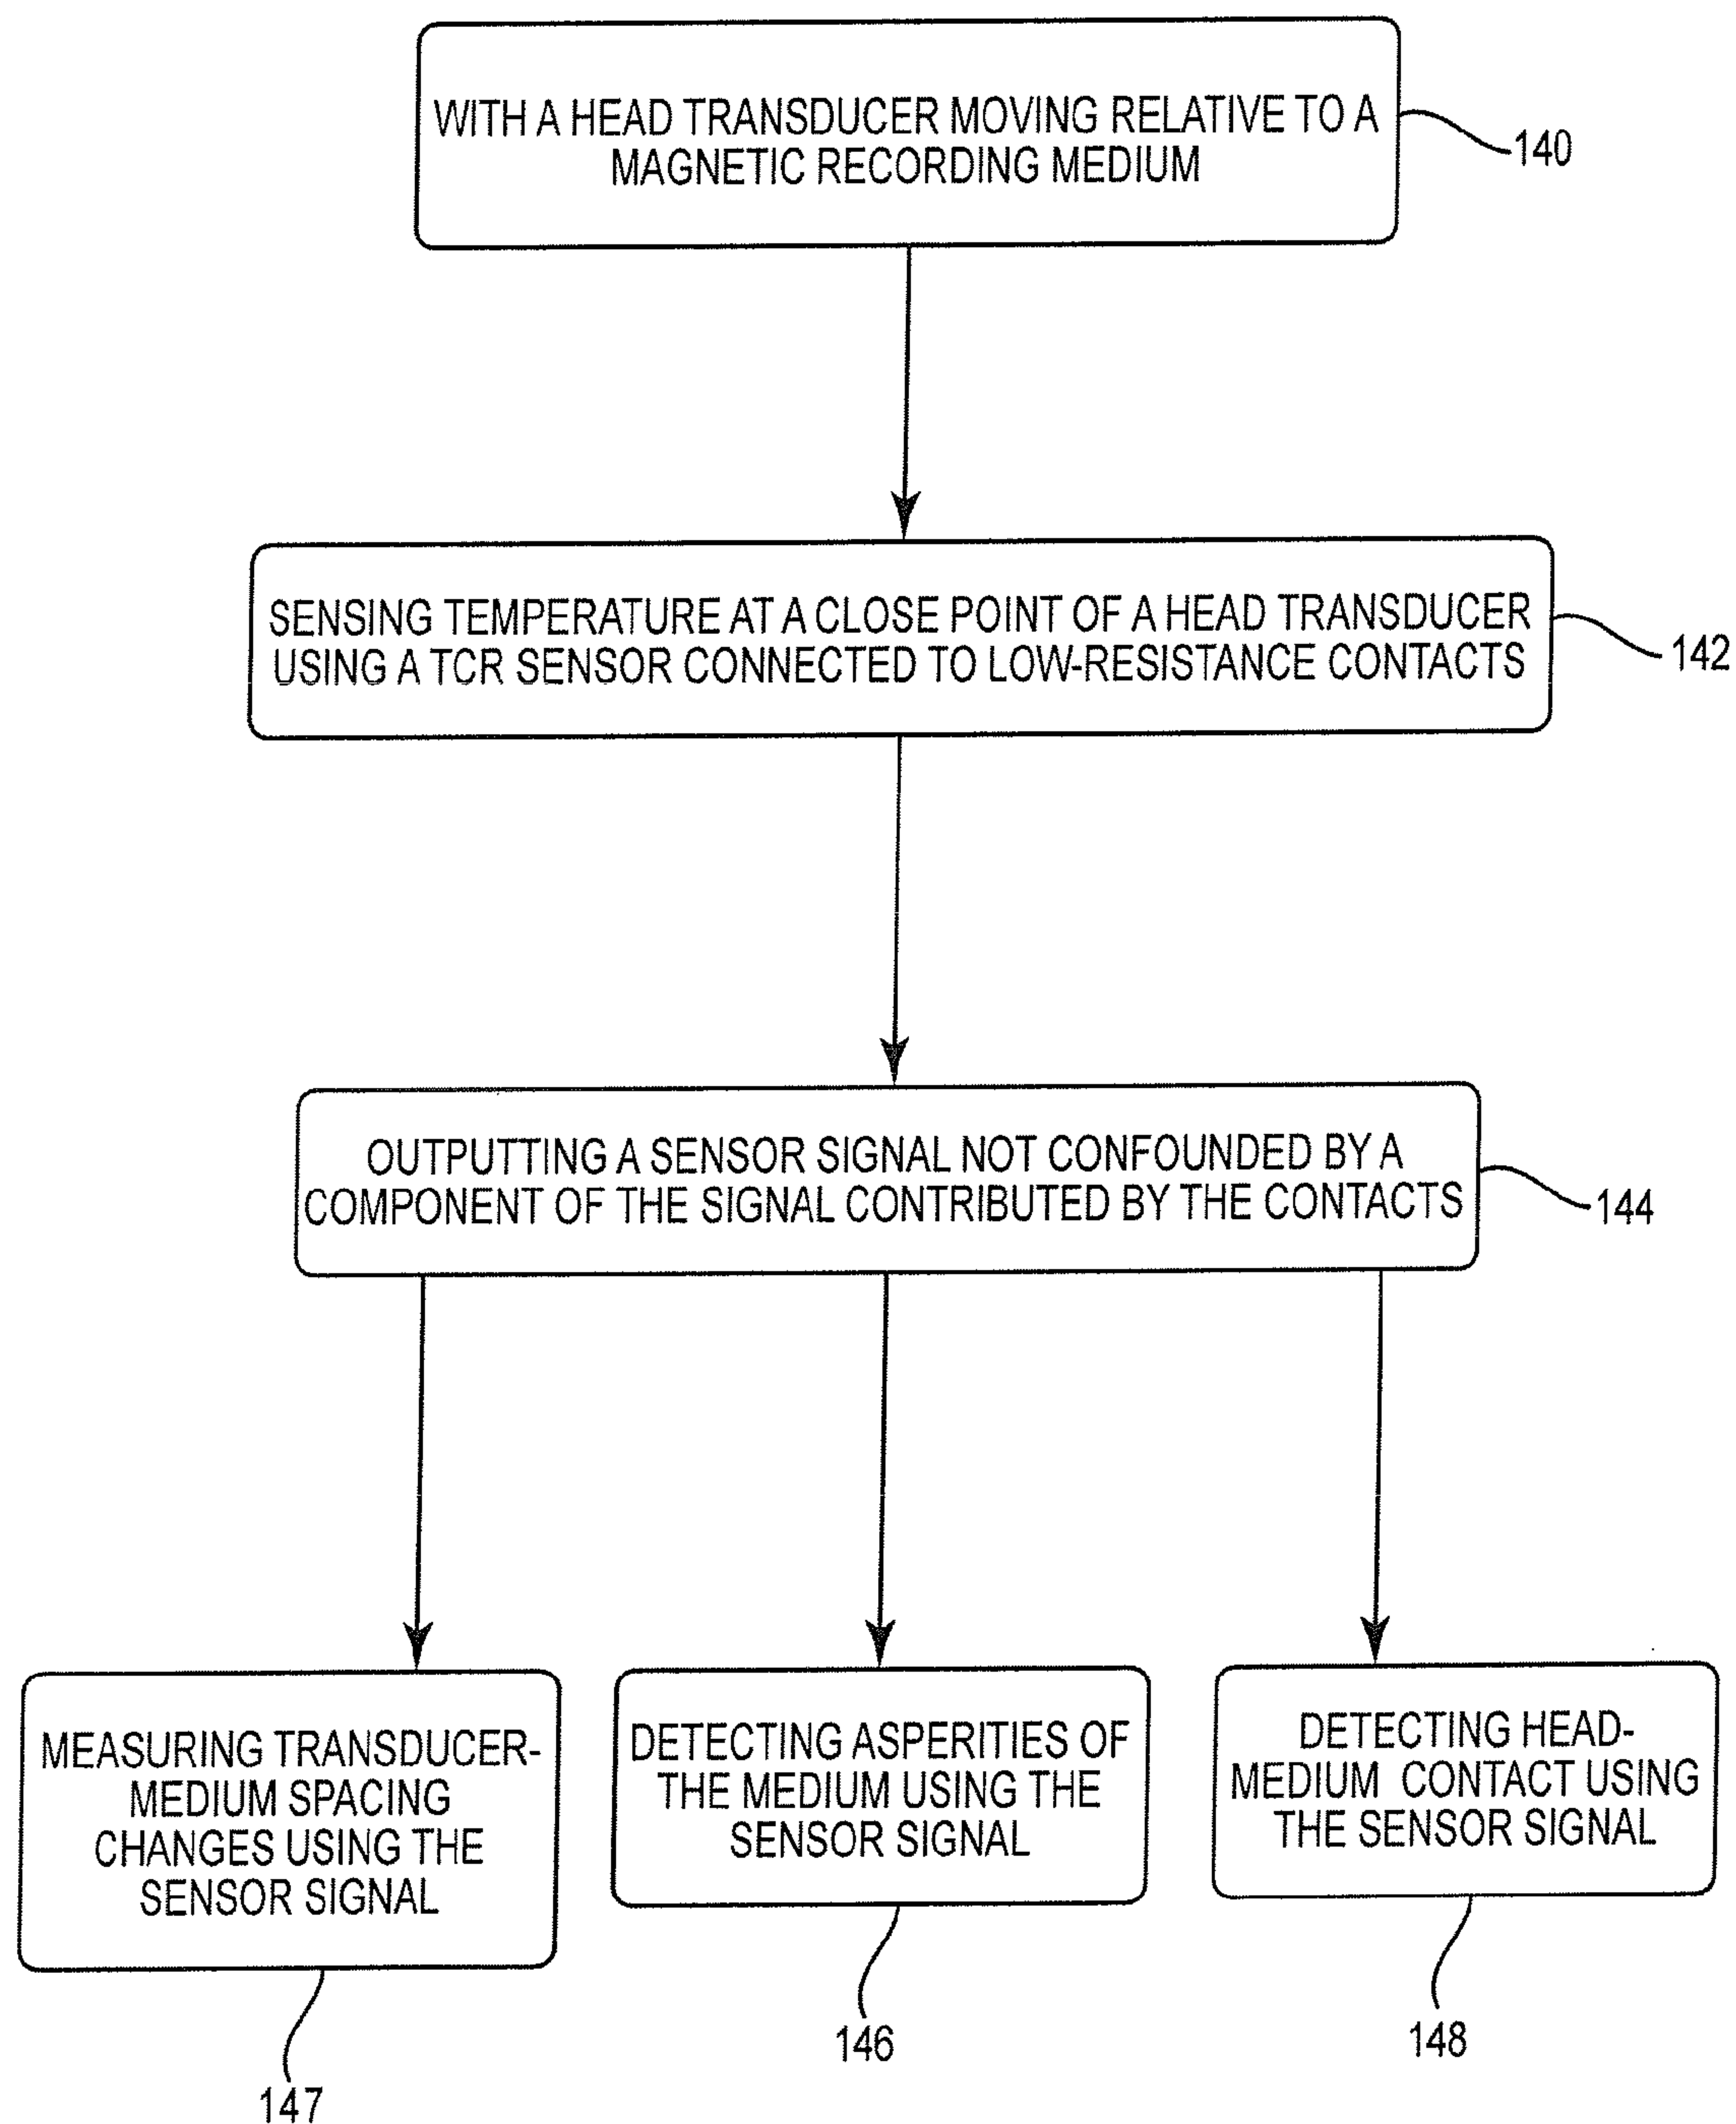 WITH A HEAD TRANSDUCER MOVING RELATIVE TO A
MAGNETIC RECORDING MEDIUM
140
SENSING TEMPERATURE AT A CLOSE POINT OF A HEAD TRANSDUCER
USING A TCR SENSOR CONNECTED TO LOW-RESISTANCE CONTACTS
142
OUTPUTTING A SENSOR SIGNAL NOT CONFOUNDED BY A
COMPONENT OF THE SIGNAL CONTRIBUTED BY THE CONTACTS
144
MEASURING TRANSDUCER-
MEDIUM SPACING
CHANGES USING THE
SENSOR SIGNAL
147
DETECTING ASPERITIES OF
THE MEDIUM USING THE
SENSOR SIGNAL
146
DETECTING HEAD-
MEDIUM CONTACT USING
THE SENSOR SIGNAL
148